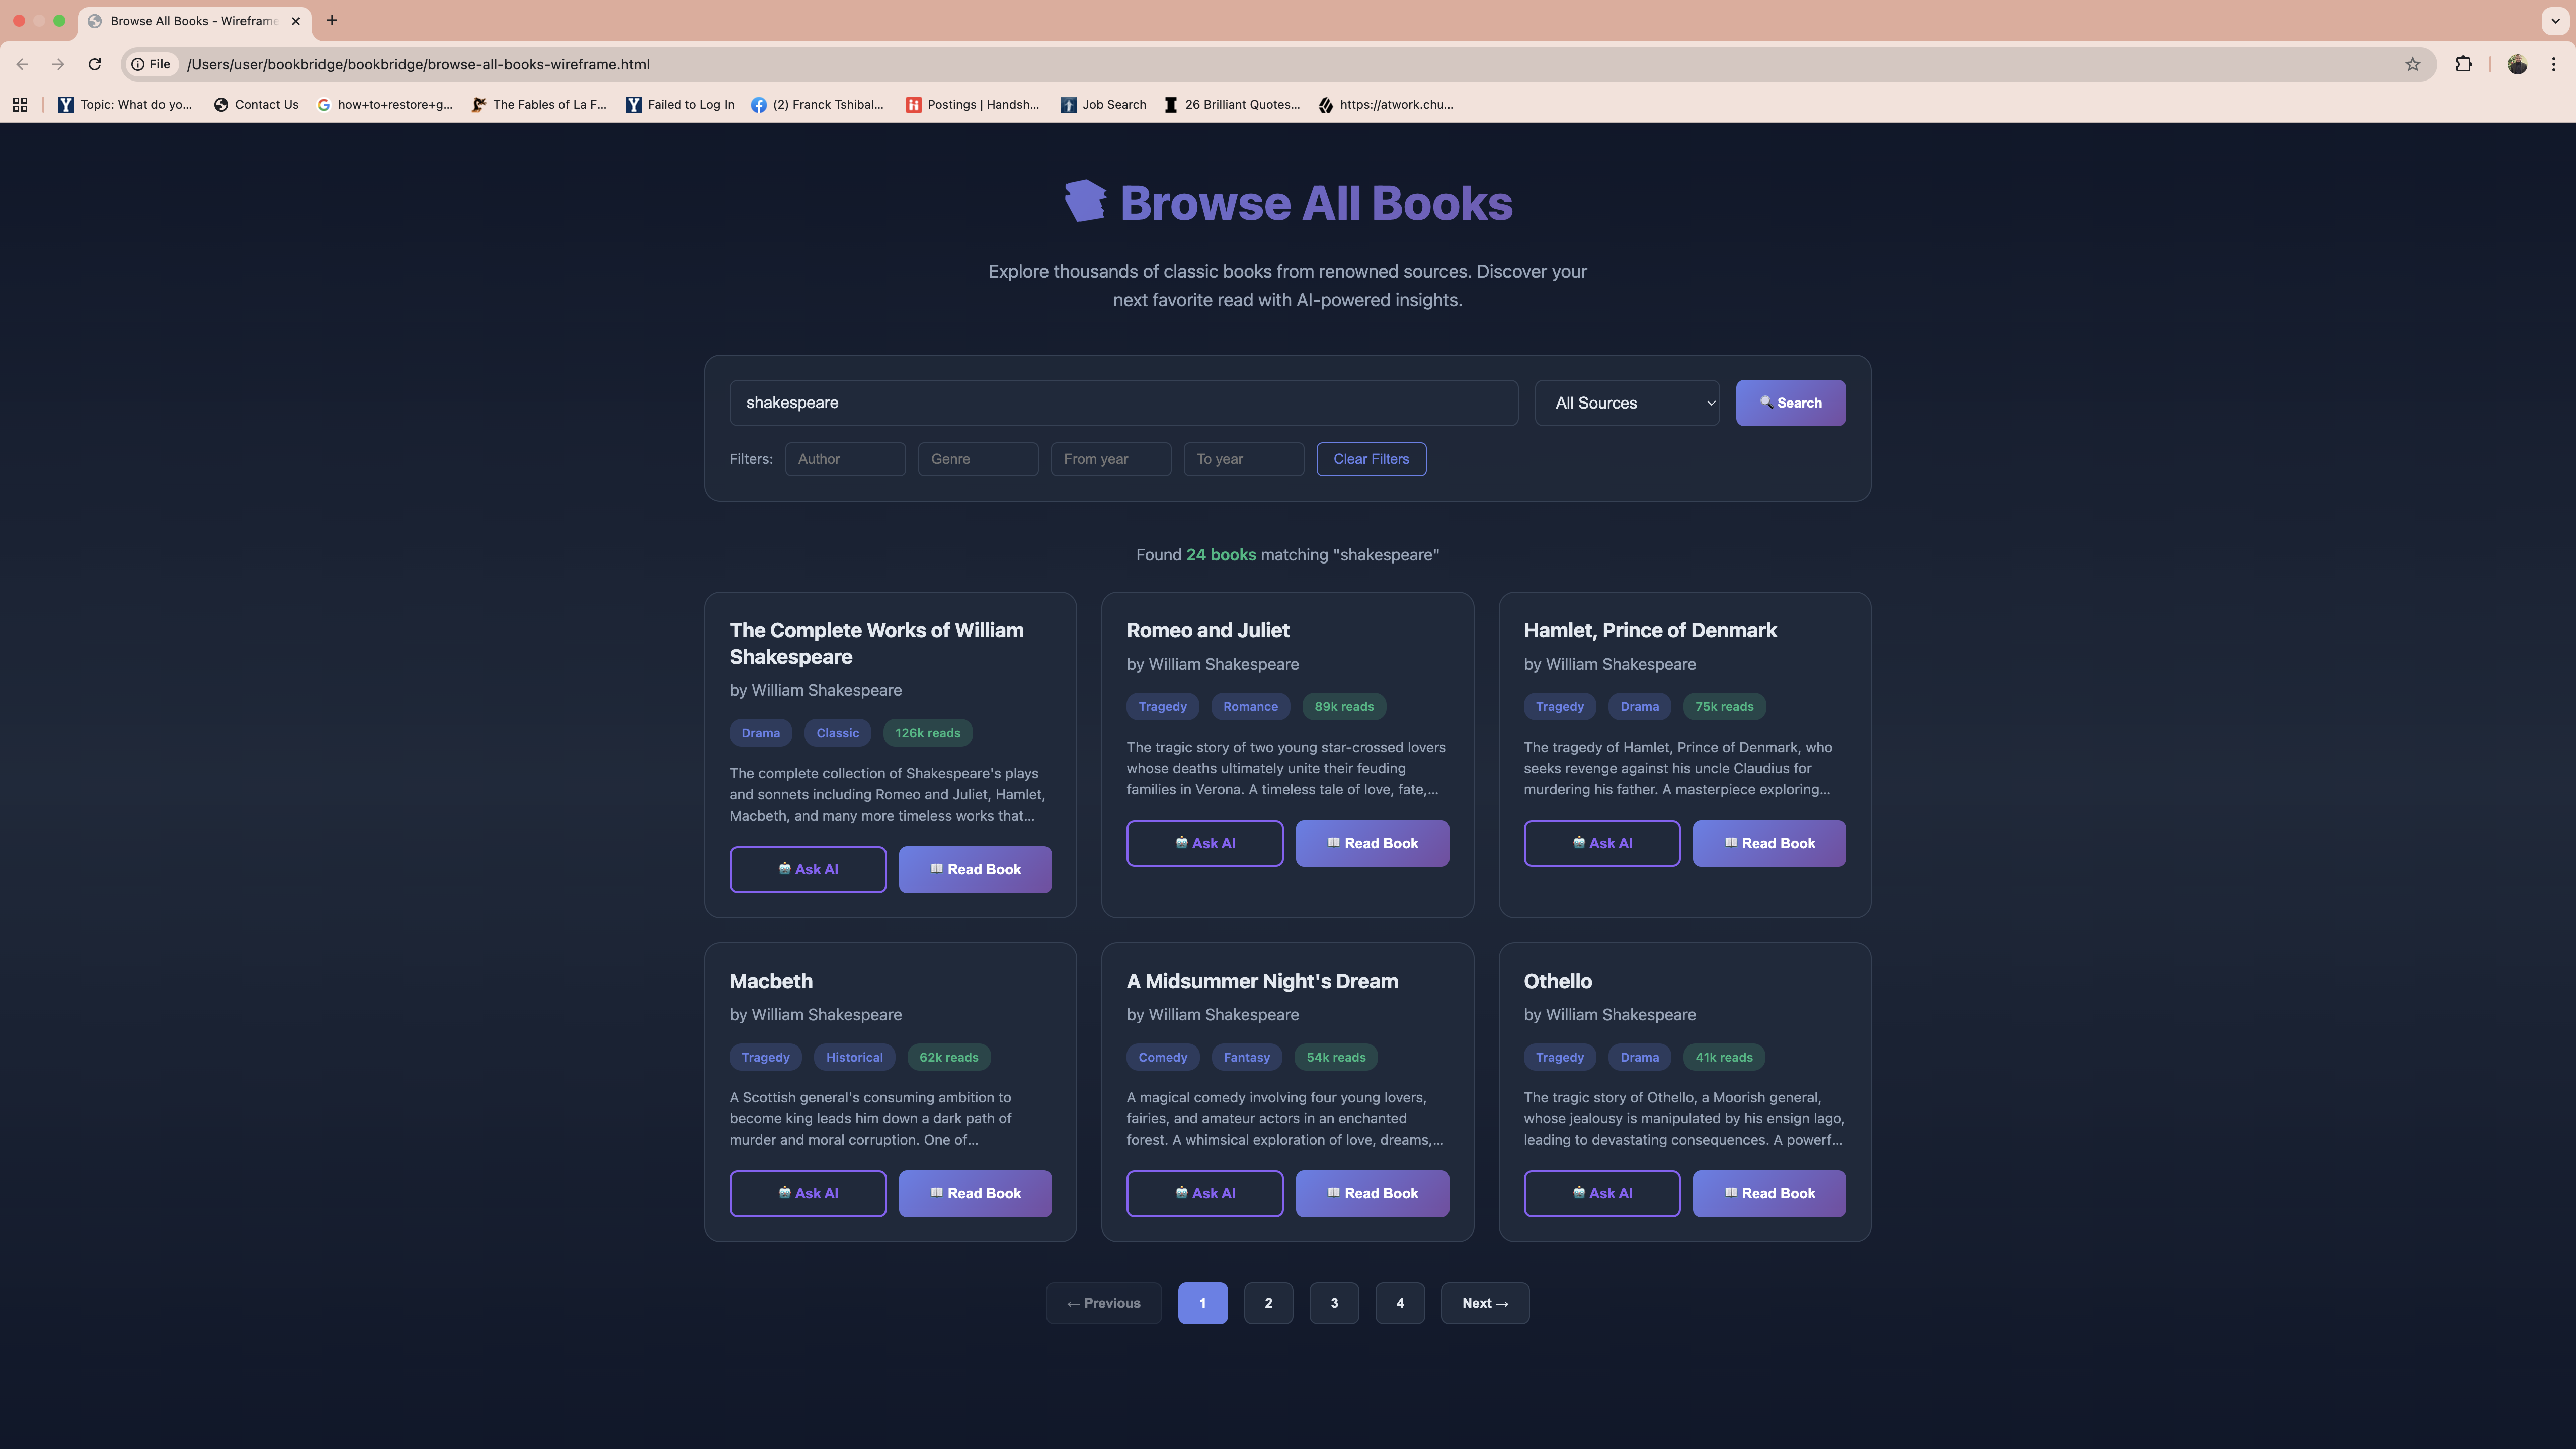 Browse All Books - Wireframe
File /Users/user/bookbridge/bookbridge/browse-all-books-wireframe.html
Topic: What do yo... Contact Us how+to+restore+g... The Fables of La F... Failed to Log In (2) Franck Tshibal... Postings | Handsh... Job Search 26 Brilliant Quotes... https://atwork.chu...
Browse All Books
Explore thousands of classic books from renowned sources. Discover your
next favorite read with AI-powered insights.
shakespeare All Sources Search
Filters: Author Genre From year To year Clear Filters
Found 24 books matching "shakespeare"
The Complete Works of William
Shakespeare
by William Shakespeare
Drama Classic 126k reads
The complete collection of Shakespeare's plays
and sonnets including Romeo and Juliet, Hamlet,
Macbeth, and many more timeless works that...
Ask AI Read Book
Romeo and Juliet
by William Shakespeare
Tragedy Romance 89k reads
The tragic story of two young star-crossed lovers
whose deaths ultimately unite their feuding
families in Verona. A timeless tale of love, fate,...
Ask AI Read Book
Hamlet, Prince of Denmark
by William Shakespeare
Tragedy Drama 75k reads
The tragedy of Hamlet, Prince of Denmark, who
seeks revenge against his uncle Claudius for
murdering his father. A masterpiece exploring...
Ask AI Read Book
Macbeth
by William Shakespeare
Tragedy Historical 62k reads
A Scottish general's consuming ambition to
become king leads him down a dark path of
murder and moral corruption. One of...
Ask AI Read Book
A Midsummer Night's Dream
by William Shakespeare
Comedy Fantasy 54k reads
A magical comedy involving four young lovers,
fairies, and amateur actors in an enchanted
forest. A whimsical exploration of love, dreams,...
Ask AI Read Book
Othello
by William Shakespeare
Tragedy Drama 41k reads
The tragic story of Othello, a Moorish general,
whose jealousy is manipulated by his ensign Iago,
leading to devastating consequences. A powerf...
Ask AI Read Book
← Previous 1 2 3 4 Next →